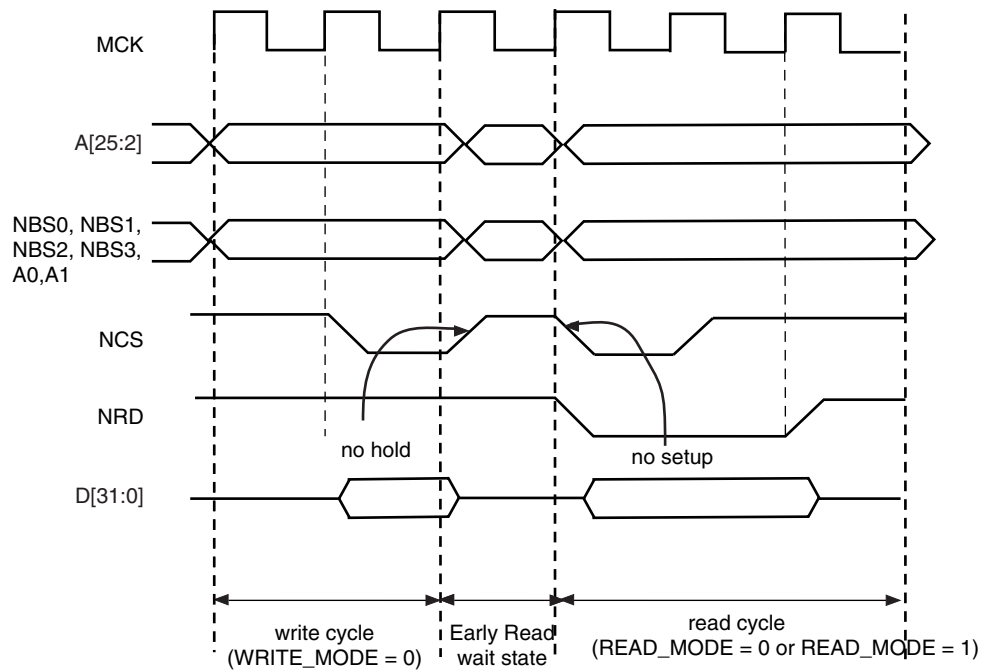 MCK
A[25:2]
NBS0, NBS1,
NBS2, NBS3,
A0,A1
NCS
NRD
no hold
no setup
D[31:0]
write cycle
(WRITE_MODE = 0)
Early Read
wait state
read cycle
(READ_MODE = 0 or READ_MODE = 1)